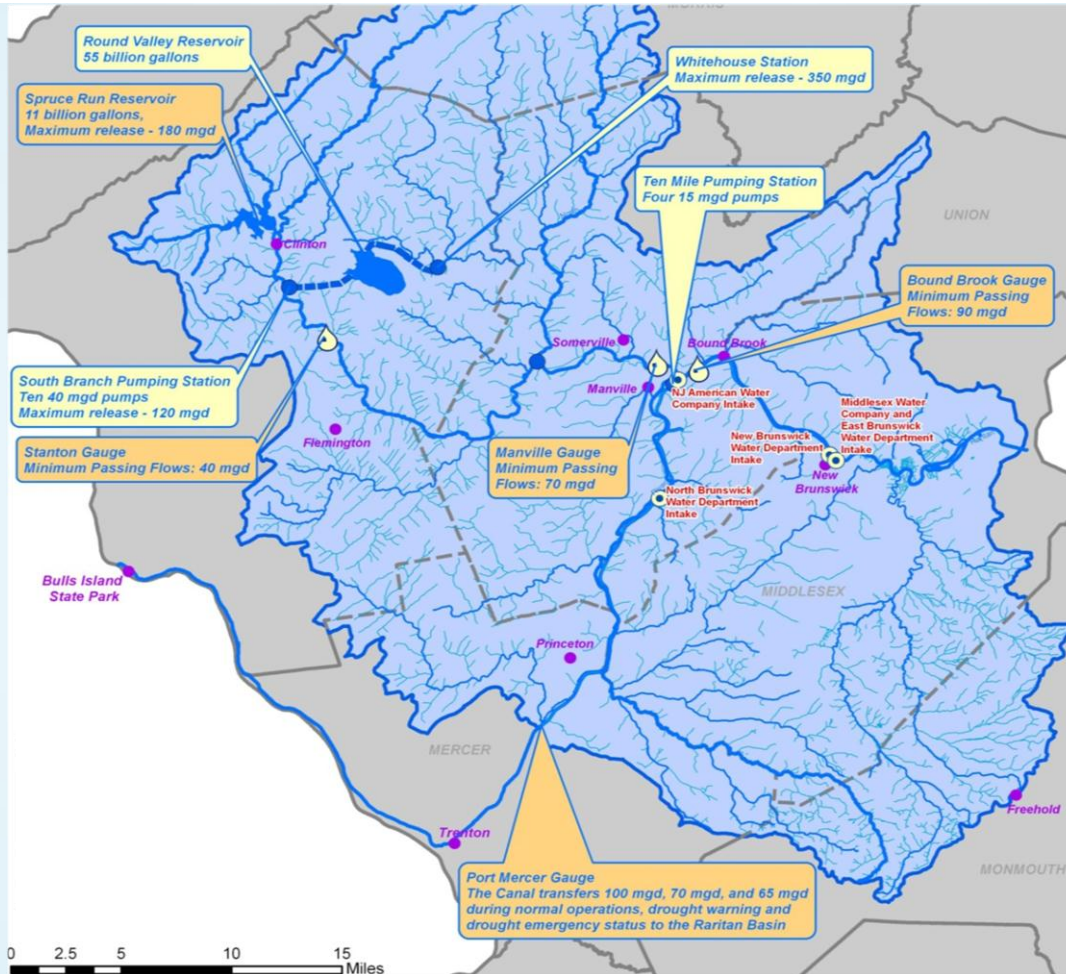 MORRIS
Round Valley Reservoir
55 billion gallons
Whitehouse Station
Maximum release - 350 mgd
Spruce Run Reservoir
11 billion gallons,
Maximum release - 180 mgd
Ten Mile Pumping Station
Four 15 mgd pumps
UNION
Clinton
Bound Brook Gauge
Minimum Passing
Flows: 90 mgd
Somerville
Bound Brook
South Branch Pumping Station
Ten 40 mgd pumps
Maximum release - 120 mgd
Manville
NJ American Water
Company Intake
Middlesex Water
Company and
East Brunswick
Water Department
Intake
Flemington
Stanton Gauge
Minimum Passing Flows: 40 mgd
Manville Gauge
Minimum Passing
Flows: 70 mgd
New Brunswick
Water Department
Intake
New
Brunswick
North Brunswick
Water Department
Intake
Bulls Island
State Park
MIDDLESEX
Princeton
MERCER
Freehold
Trenton
MONMOUTH
Port Mercer Gauge
The Canal transfers 100 mgd, 70 mgd, and 65 mgd
during normal operations, drought warning and
drought emergency status to the Raritan Basin
0 2.5 5 10 15
Miles